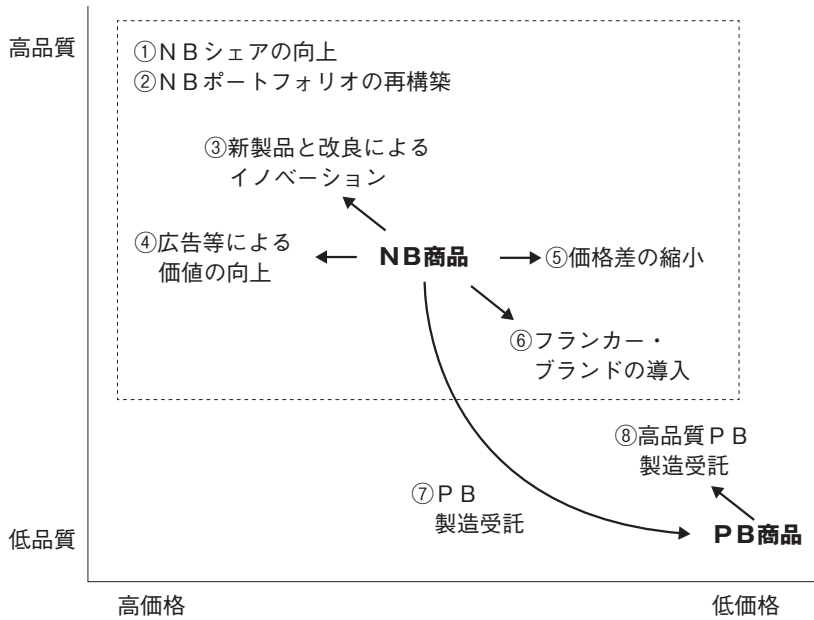 高品質
①ＮＢシェアの向上
②ＮＢポートフォリオの再構築
③新製品と改良による
イノベーション
④広告等による
価値の向上
ＮＢ商品
⑤価格差の縮小
⑥フランカー・
ブランドの導入
⑧高品質ＰＢ
製造受託
⑦ＰＢ
製造受託
ＰＢ商品
低品質
高価格
低価格